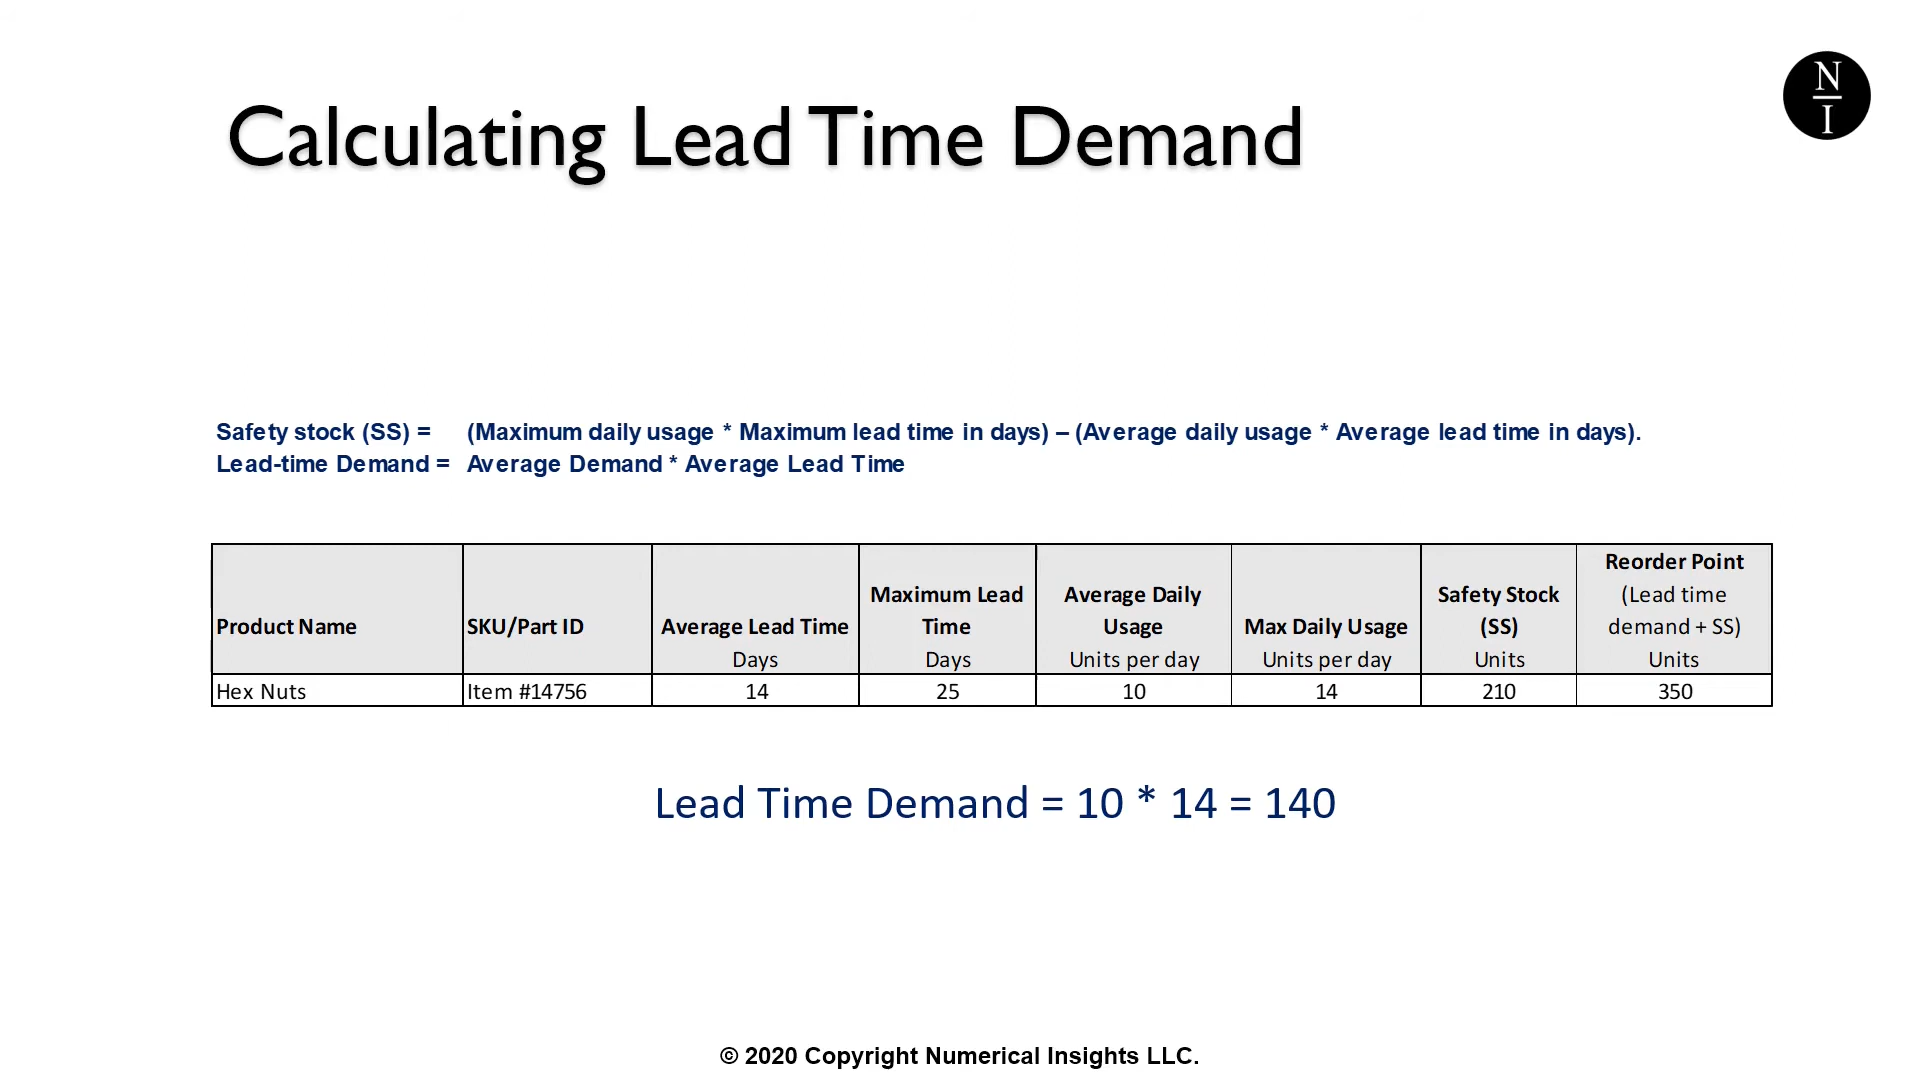 N
I
Calculating Lead Time Demand
Safety stock (SS) = (Maximum daily usage * Maximum lead time in days) – (Average daily usage * Average lead time in days).
Lead-time Demand = Average Demand * Average Lead Time
Product Name SKU/Part ID Average Lead Time Days Maximum Lead Time Days Average Daily Usage Units per day Max Daily Usage Units per day Safety Stock (SS) Units Reorder Point (Lead time demand + SS) Units
Hex Nuts Item #14756 14 25 10 14 210 350
Lead Time Demand = 10 * 14 = 140
© 2020 Copyright Numerical Insights LLC.